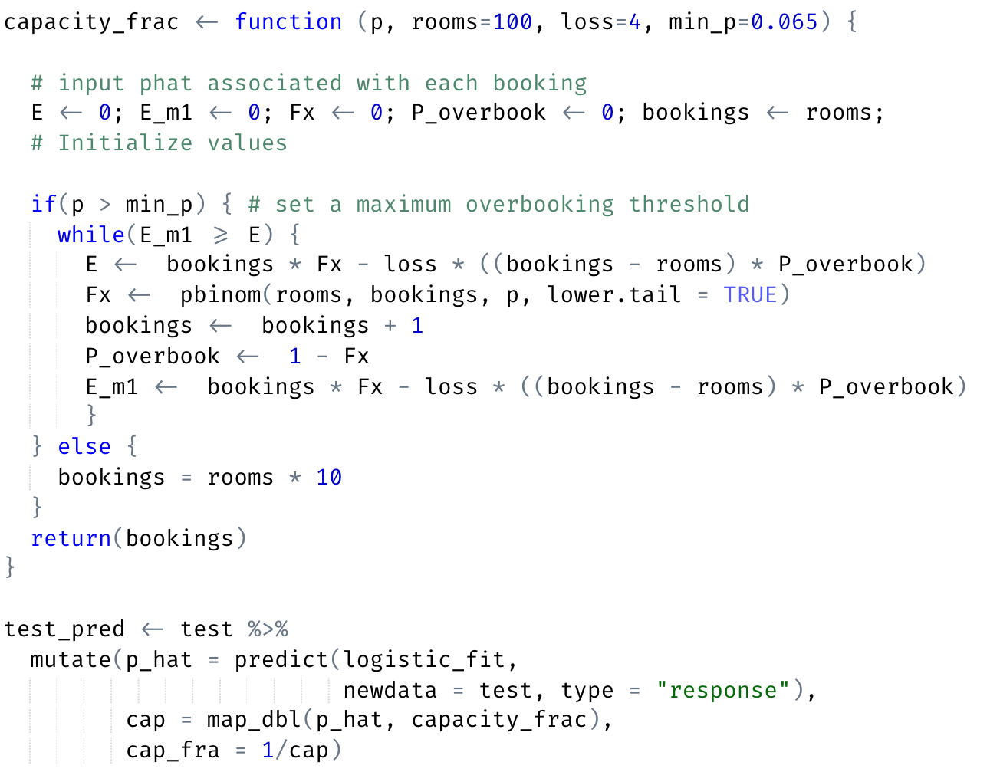 capacity_frac <- function (p, rooms=100, loss=4, min_p=0.065) {
# input phat associated with each booking
E <- 0; E_m1 <- 0; Fx <- 0; P_overbook <- 0; bookings <- rooms;
# Initialize values
if(p > min_p) { # set a maximum overbooking threshold
while(E_m1 >= E) {
E <-  bookings * Fx - loss * ((bookings - rooms) * P_overbook)
Fx <-  pbinom(rooms, bookings, p, lower.tail = TRUE)
bookings <-  bookings + 1
P_overbook <-  1 - Fx
E_m1 <-  bookings * Fx - loss * ((bookings - rooms) * P_overbook)
}
} else {
bookings = rooms * 10
}
return(bookings)
}
test_pred <- test %>%
mutate(p_hat = predict(logistic_fit,
newdata = test, type = "response"),
cap = map_dbl(p_hat, capacity_frac),
cap_fra = 1/cap)